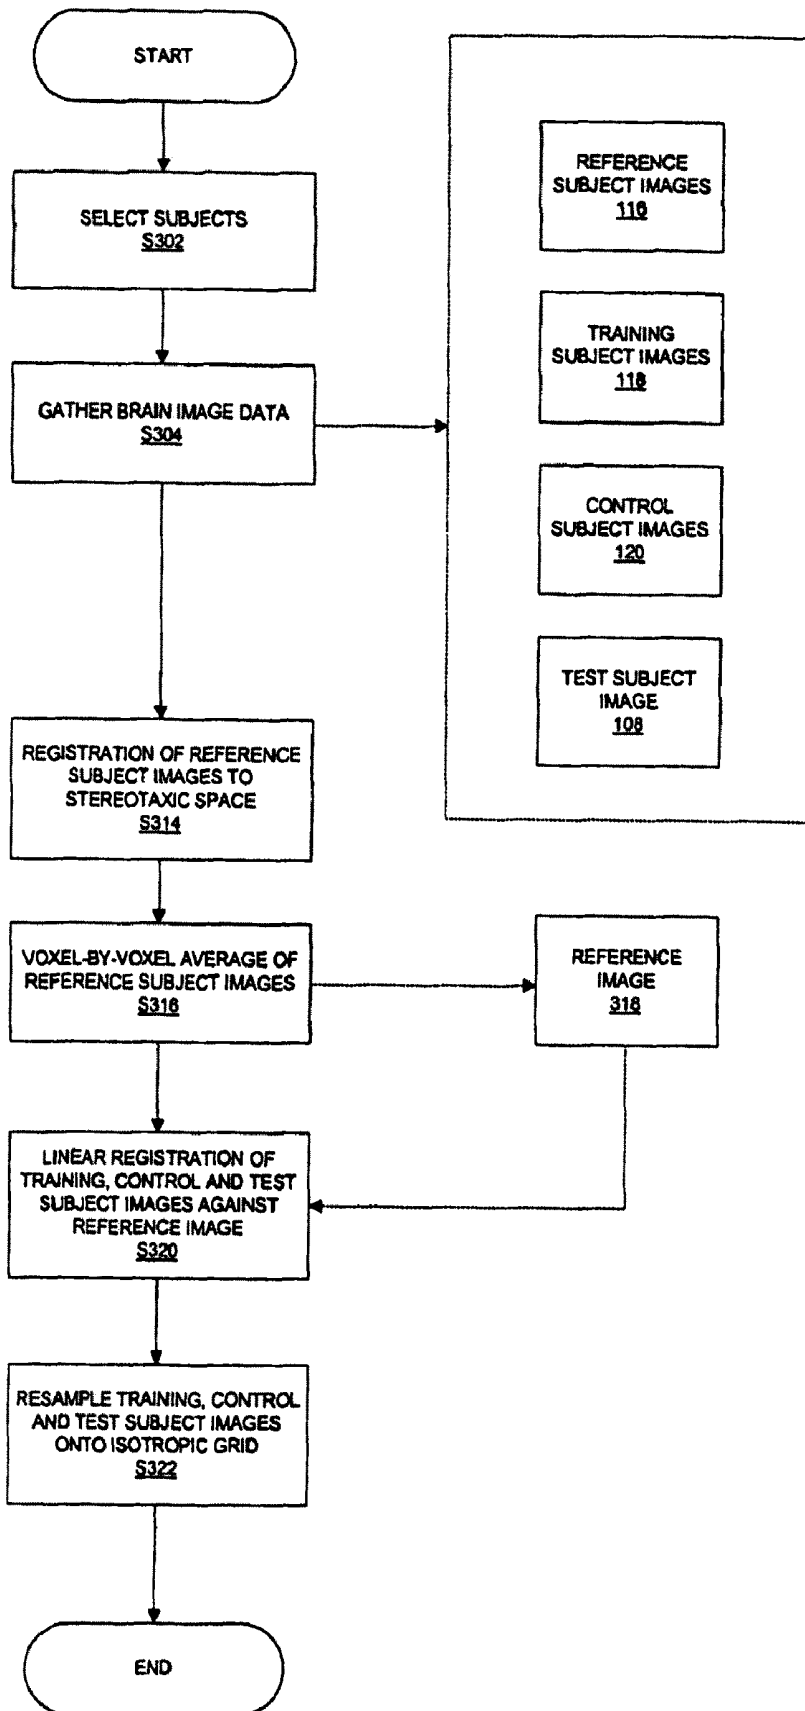 START
SELECT SUBJECTS
S302
GATHER BRAIN IMAGE DATA
S304
REFERENCE
SUBJECT IMAGES
116
TRAINING
SUBJECT IMAGES
118
CONTROL
SUBJECT IMAGES
120
TEST SUBJECT
IMAGE
108
REGISTRATION OF REFERENCE
SUBJECT IMAGES TO
STEREOTAXIC SPACE
S314
VOXEL-BY-VOXEL AVERAGE OF
REFERENCE SUBJECT IMAGES
S316
REFERENCE
IMAGE
318
LINEAR REGISTRATION OF
TRAINING, CONTROL AND TEST
SUBJECT IMAGES AGAINST
REFERENCE IMAGE
S320
RESAMPLE TRAINING, CONTROL
AND TEST SUBJECT IMAGES
ONTO ISOTROPIC GRID
S322
END